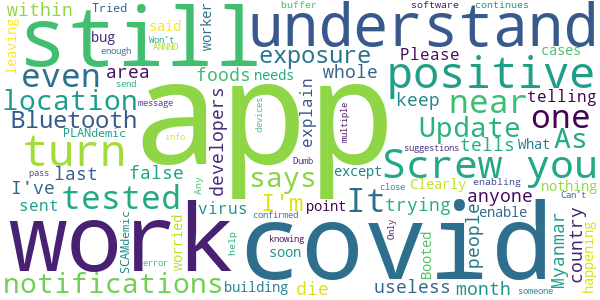 within Tried said worker still understand buffer software continues
leaving bug Won't ANNND enough exposure Please cases
even area foods needs whole positive
location send devices explain keep near telling one
Bluetooth message app multiple Update As
PLANdemic developers tells What
turn info Dumb suggestions Clearly enabling
pass last false says except Screw you nothing
I've tested Any I'm close anyone Can't
sent virus point It trying enable
SCAMdemic worried work confirmed covid people Myanmar country happening
help knowing Only Booted
error soon
notifications building die useless month someone